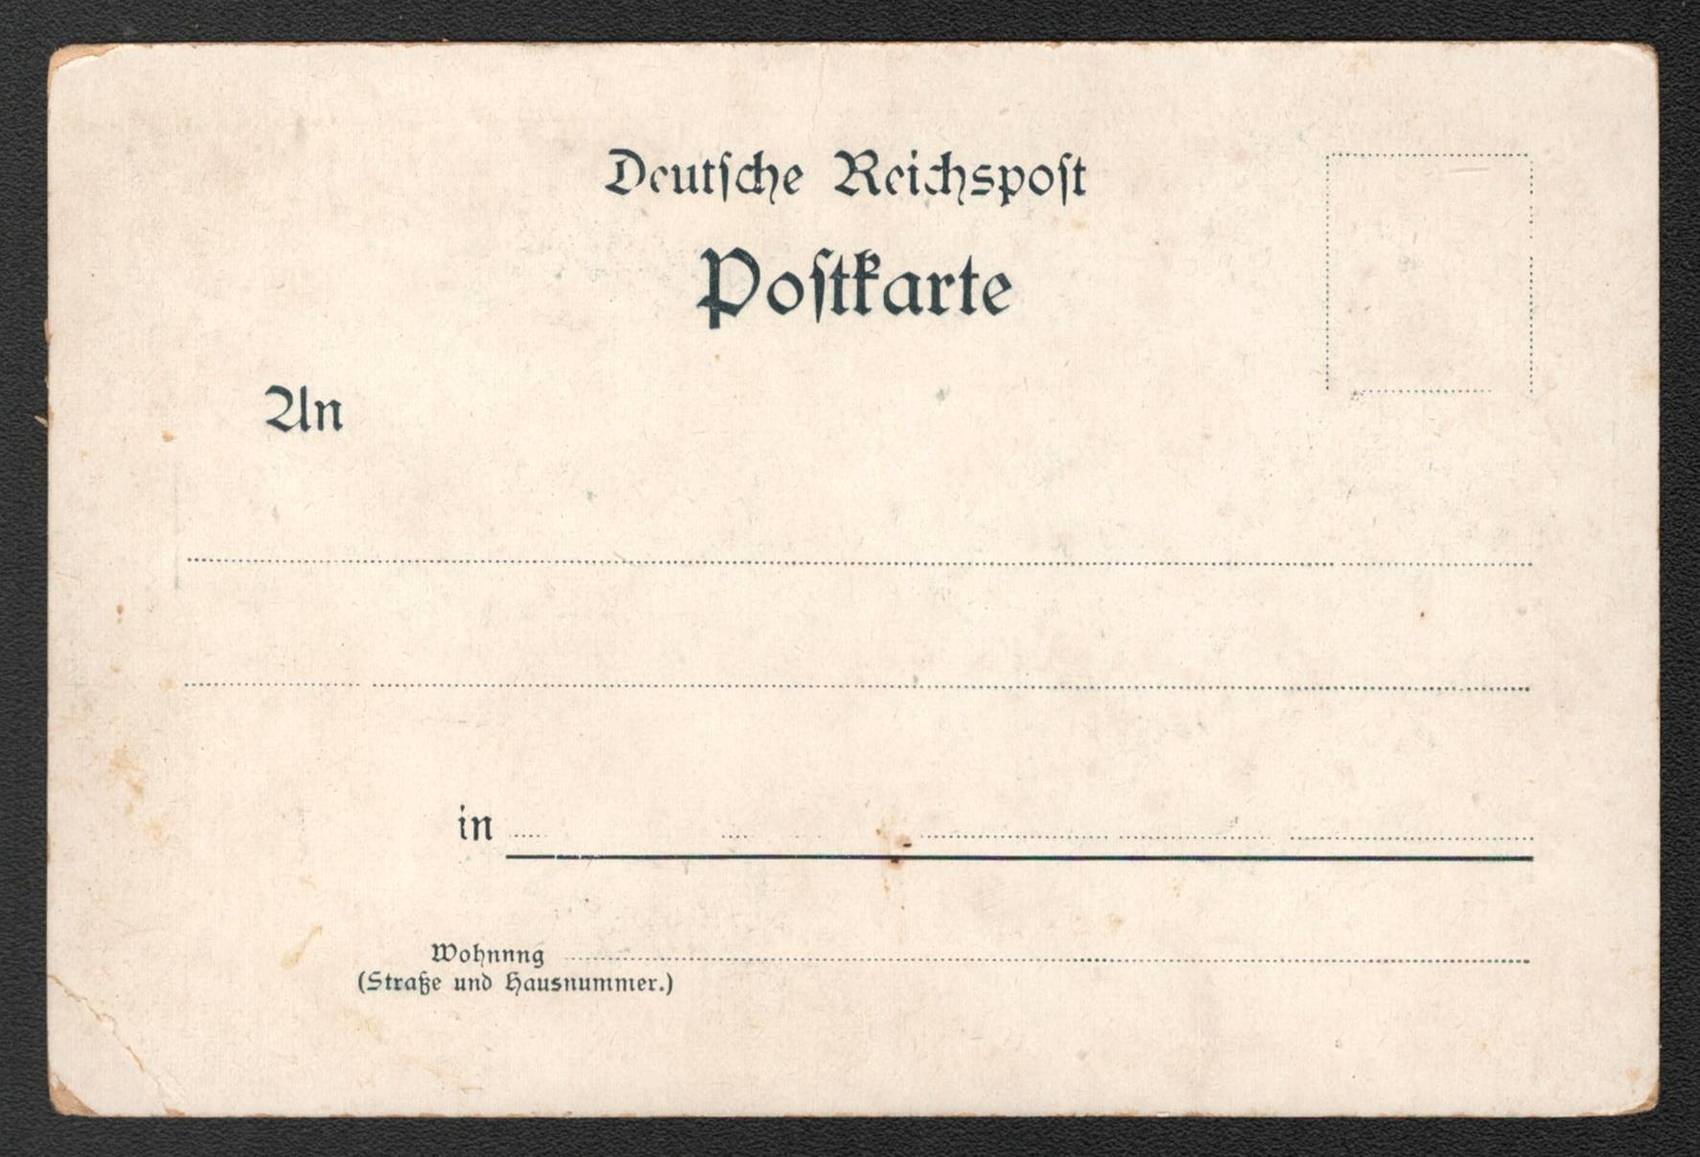 Deutſche Reichspoſt
Poſtkarte
An
in
Wohnnng
(Straße und Hausnummer.)